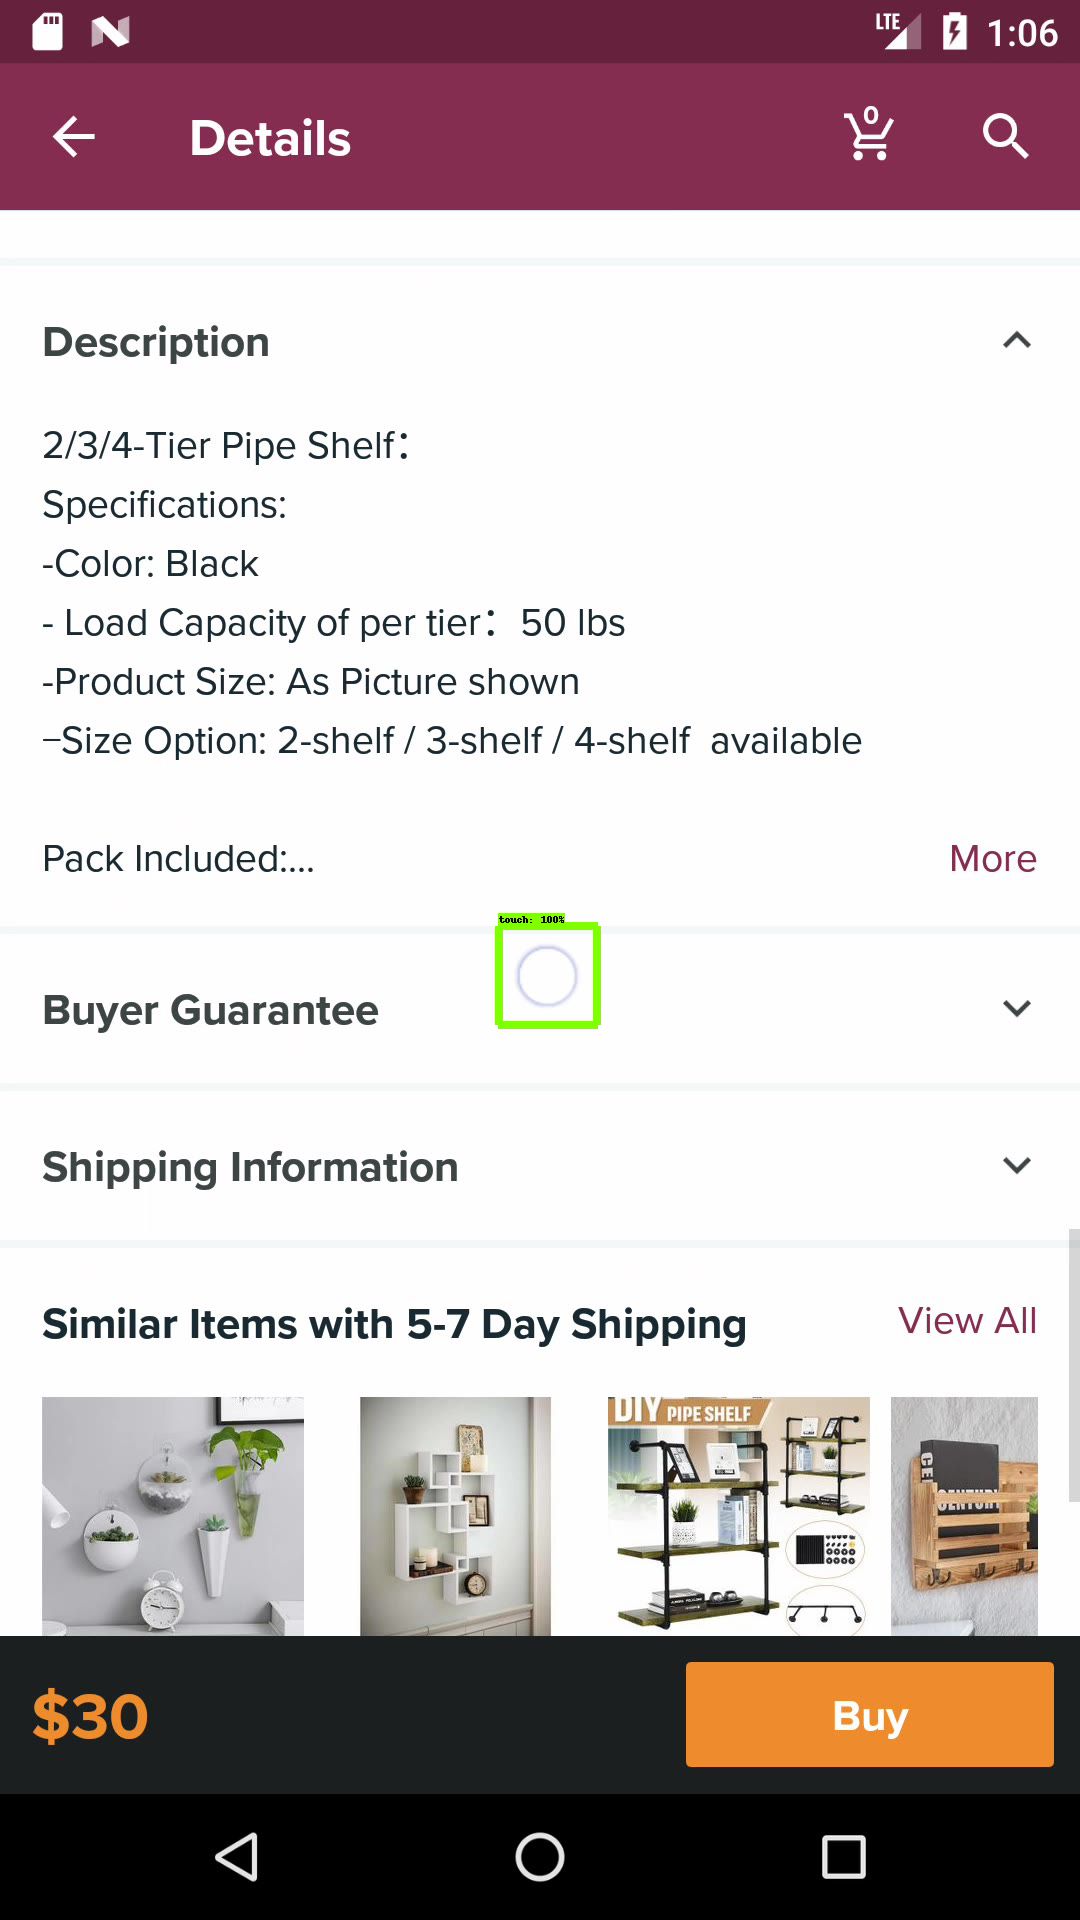 LTE 1:06
Details 0
Description
2/3/4-Tier Pipe Shelf：
Specifications:
-Color: Black
- Load Capacity of per tier：50 lbs
-Product Size: As Picture shown
–Size Option: 2-shelf / 3-shelf / 4-shelf  available
Pack Included:... More
touch: 100%
Buyer Guarantee
Shipping Information
Similar Items with 5-7 Day Shipping View All
DIY PIPE SHELF
CENTURY
$30 Buy